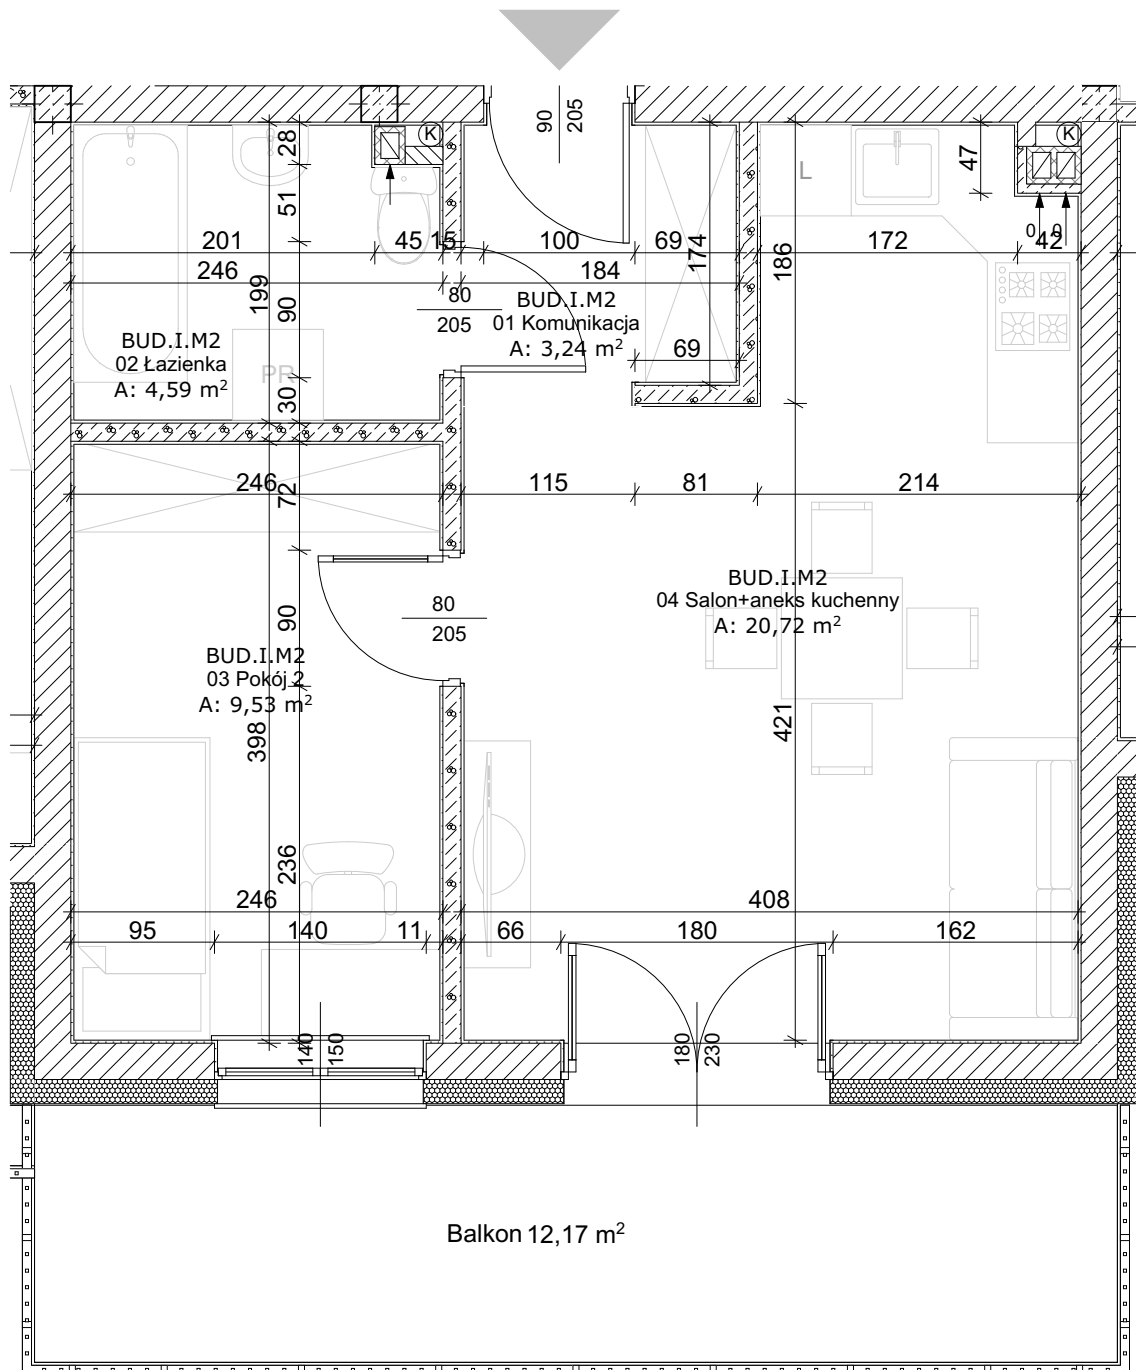 90
205
K
K
28
51
47
L
201
45
15
100
69
174
186
172
0
0
42
246
199
90
80
205
184
BUD.I.M2
01 Komunikacja
A: 3,24 m²
BUD.I.M2
02 Łazienka
A: 4,59 m²
PR
30
69
246
72
115
81
214
90
80
205
BUD.I.M2
04 Salon+aneks kuchenny
A: 20,72 m²
BUD.I.M2
03 Pokój 2
A: 9,53 m²
398
421
236
246
408
95
140
11
66
180
162
140
150
180
230
Balkon 12,17 m²